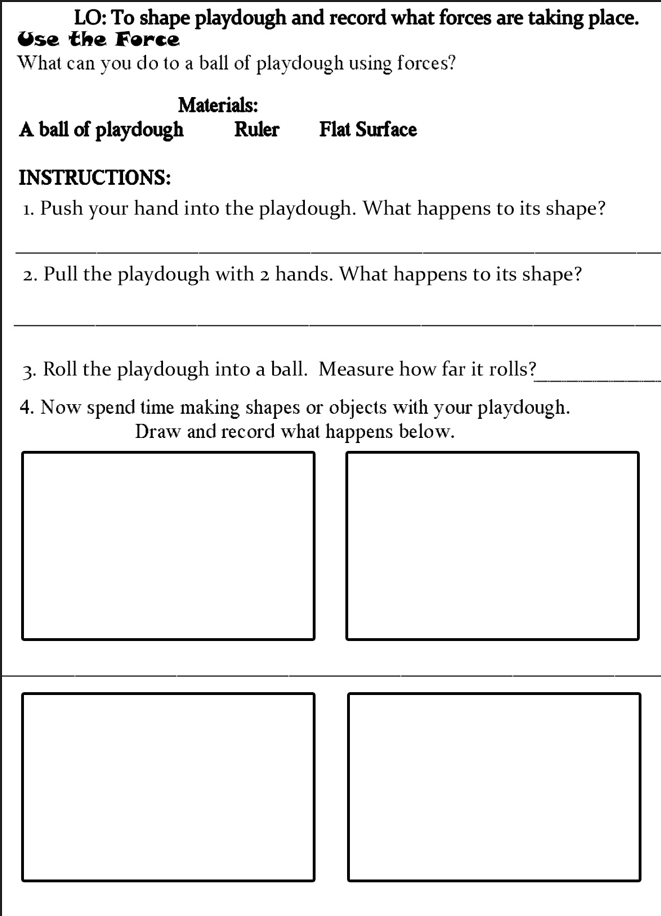 LO: To shape playdough and record what forces are taking place.
Use the Force
What can you do to a ball of playdough using forces?
Materials:
A ball of playdough Ruler Flat Surface
INSTRUCTIONS:
1. Push your hand into the playdough. What happens to its shape?
2. Pull the playdough with 2 hands. What happens to its shape?
3. Roll the playdough into a ball. Measure how far it rolls?
4. Now spend time making shapes or objects with your playdough.
Draw and record what happens below.